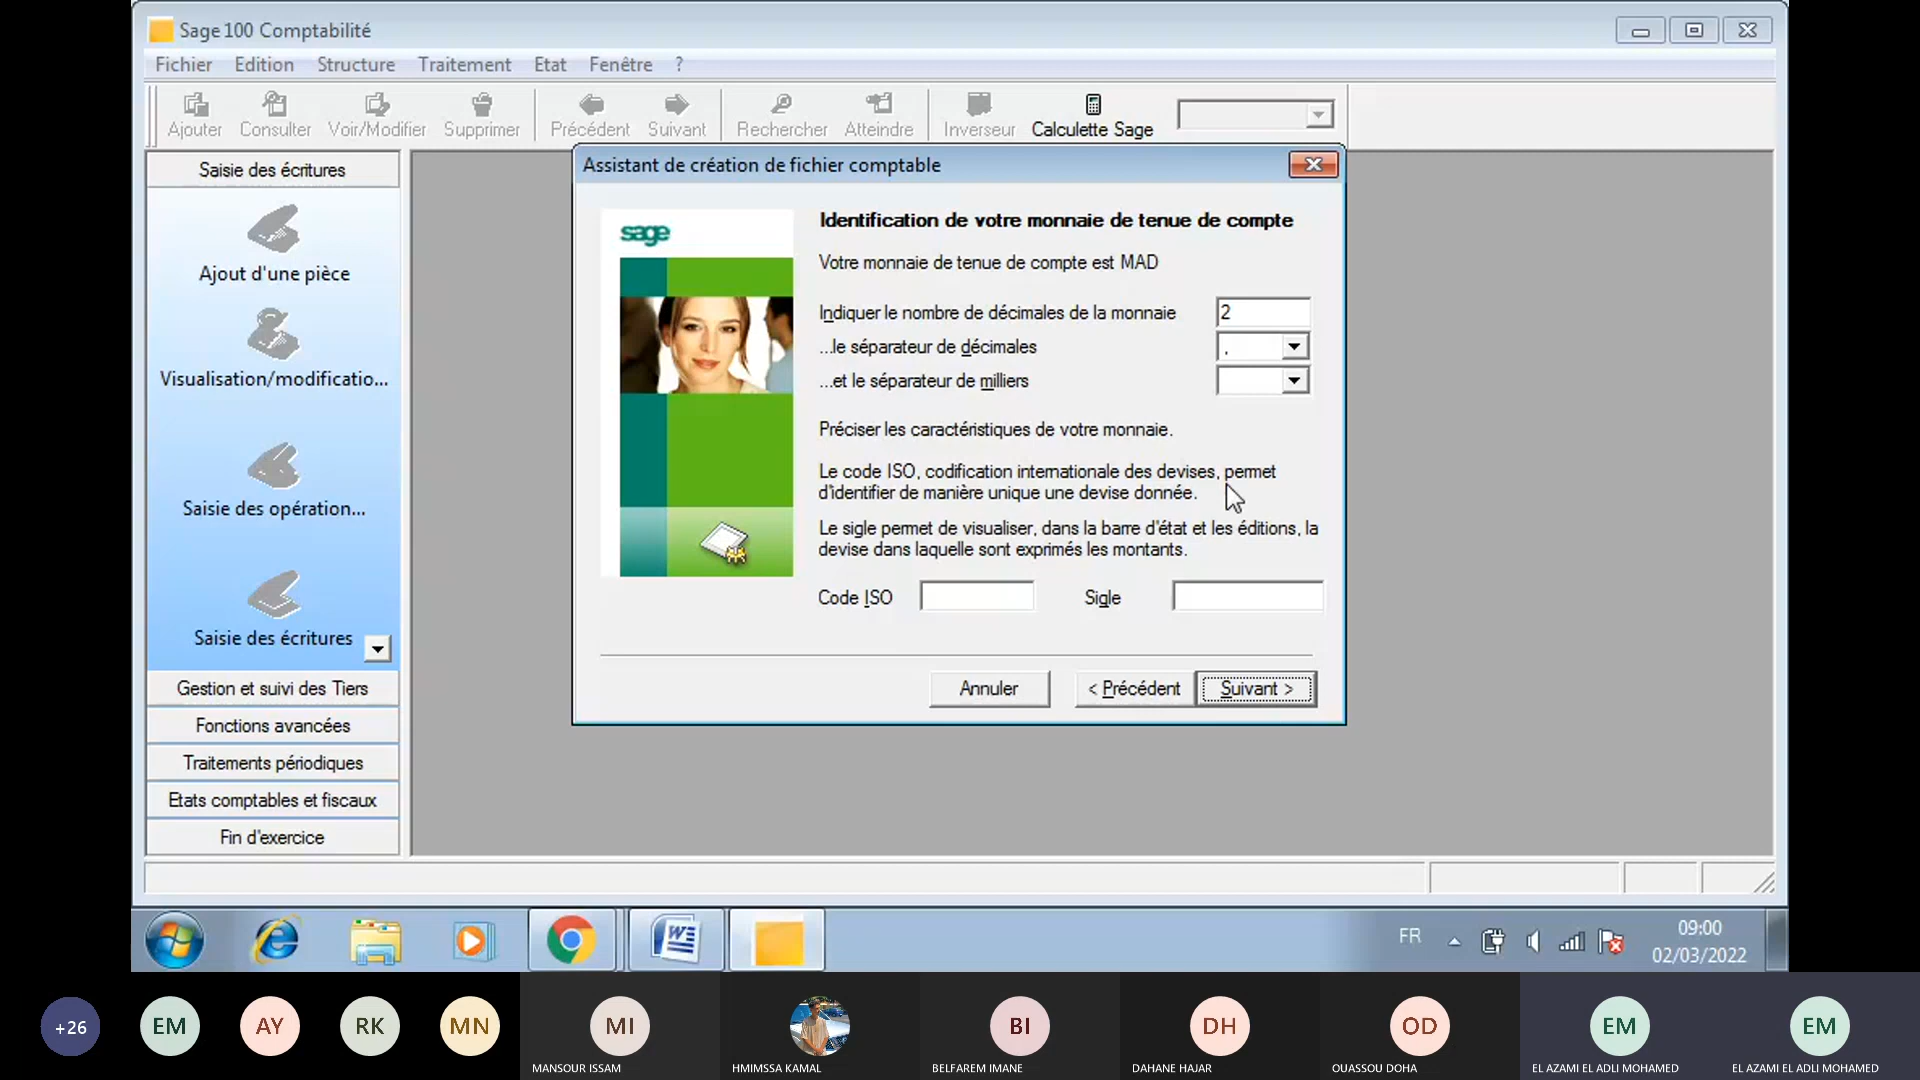 Sage 100 Comptabilité
Fichier Edition Structure Traitement Etat Fenêtre ?
Ajouter Consulter Voir/Modifier Supprimer Précédent Suivant Rechercher Atteindre Inverseur Calculette Sage
Saisie des écritures
Ajout d'une pièce
Visualisation/modificatio...
Saisie des opération...
Saisie des écritures
Gestion et suivi des Tiers
Fonctions avancées
Traitements périodiques
Etats comptables et fiscaux
Fin d'exercice
Assistant de création de fichier comptable
sage
Identification de votre monnaie de tenue de compte
Votre monnaie de tenue de compte est MAD
Indiquer le nombre de décimales de la monnaie 2
...le séparateur de décimales ,
...et le séparateur de milliers
Préciser les caractéristiques de votre monnaie.
Le code ISO, codification internationale des devises, permet
d'identifier de manière unique une devise donnée.
Le sigle permet de visualiser, dans la barre d'état et les éditions, la
devise dans laquelle sont exprimés les montants.
Code ISO Sigle
Annuler < Précédent Suivant >
FR 09:00
02/03/2022
+26 EM AY RK MN MI BI DH OD EM EM
MANSOUR ISSAM HMIMSSA KAMAL BELFAREM IMANE DAHANE HAJAR OUASSOU DOHA EL AZAMI EL ADLI MOHAMED EL AZAMI EL ADLI MOHAMED